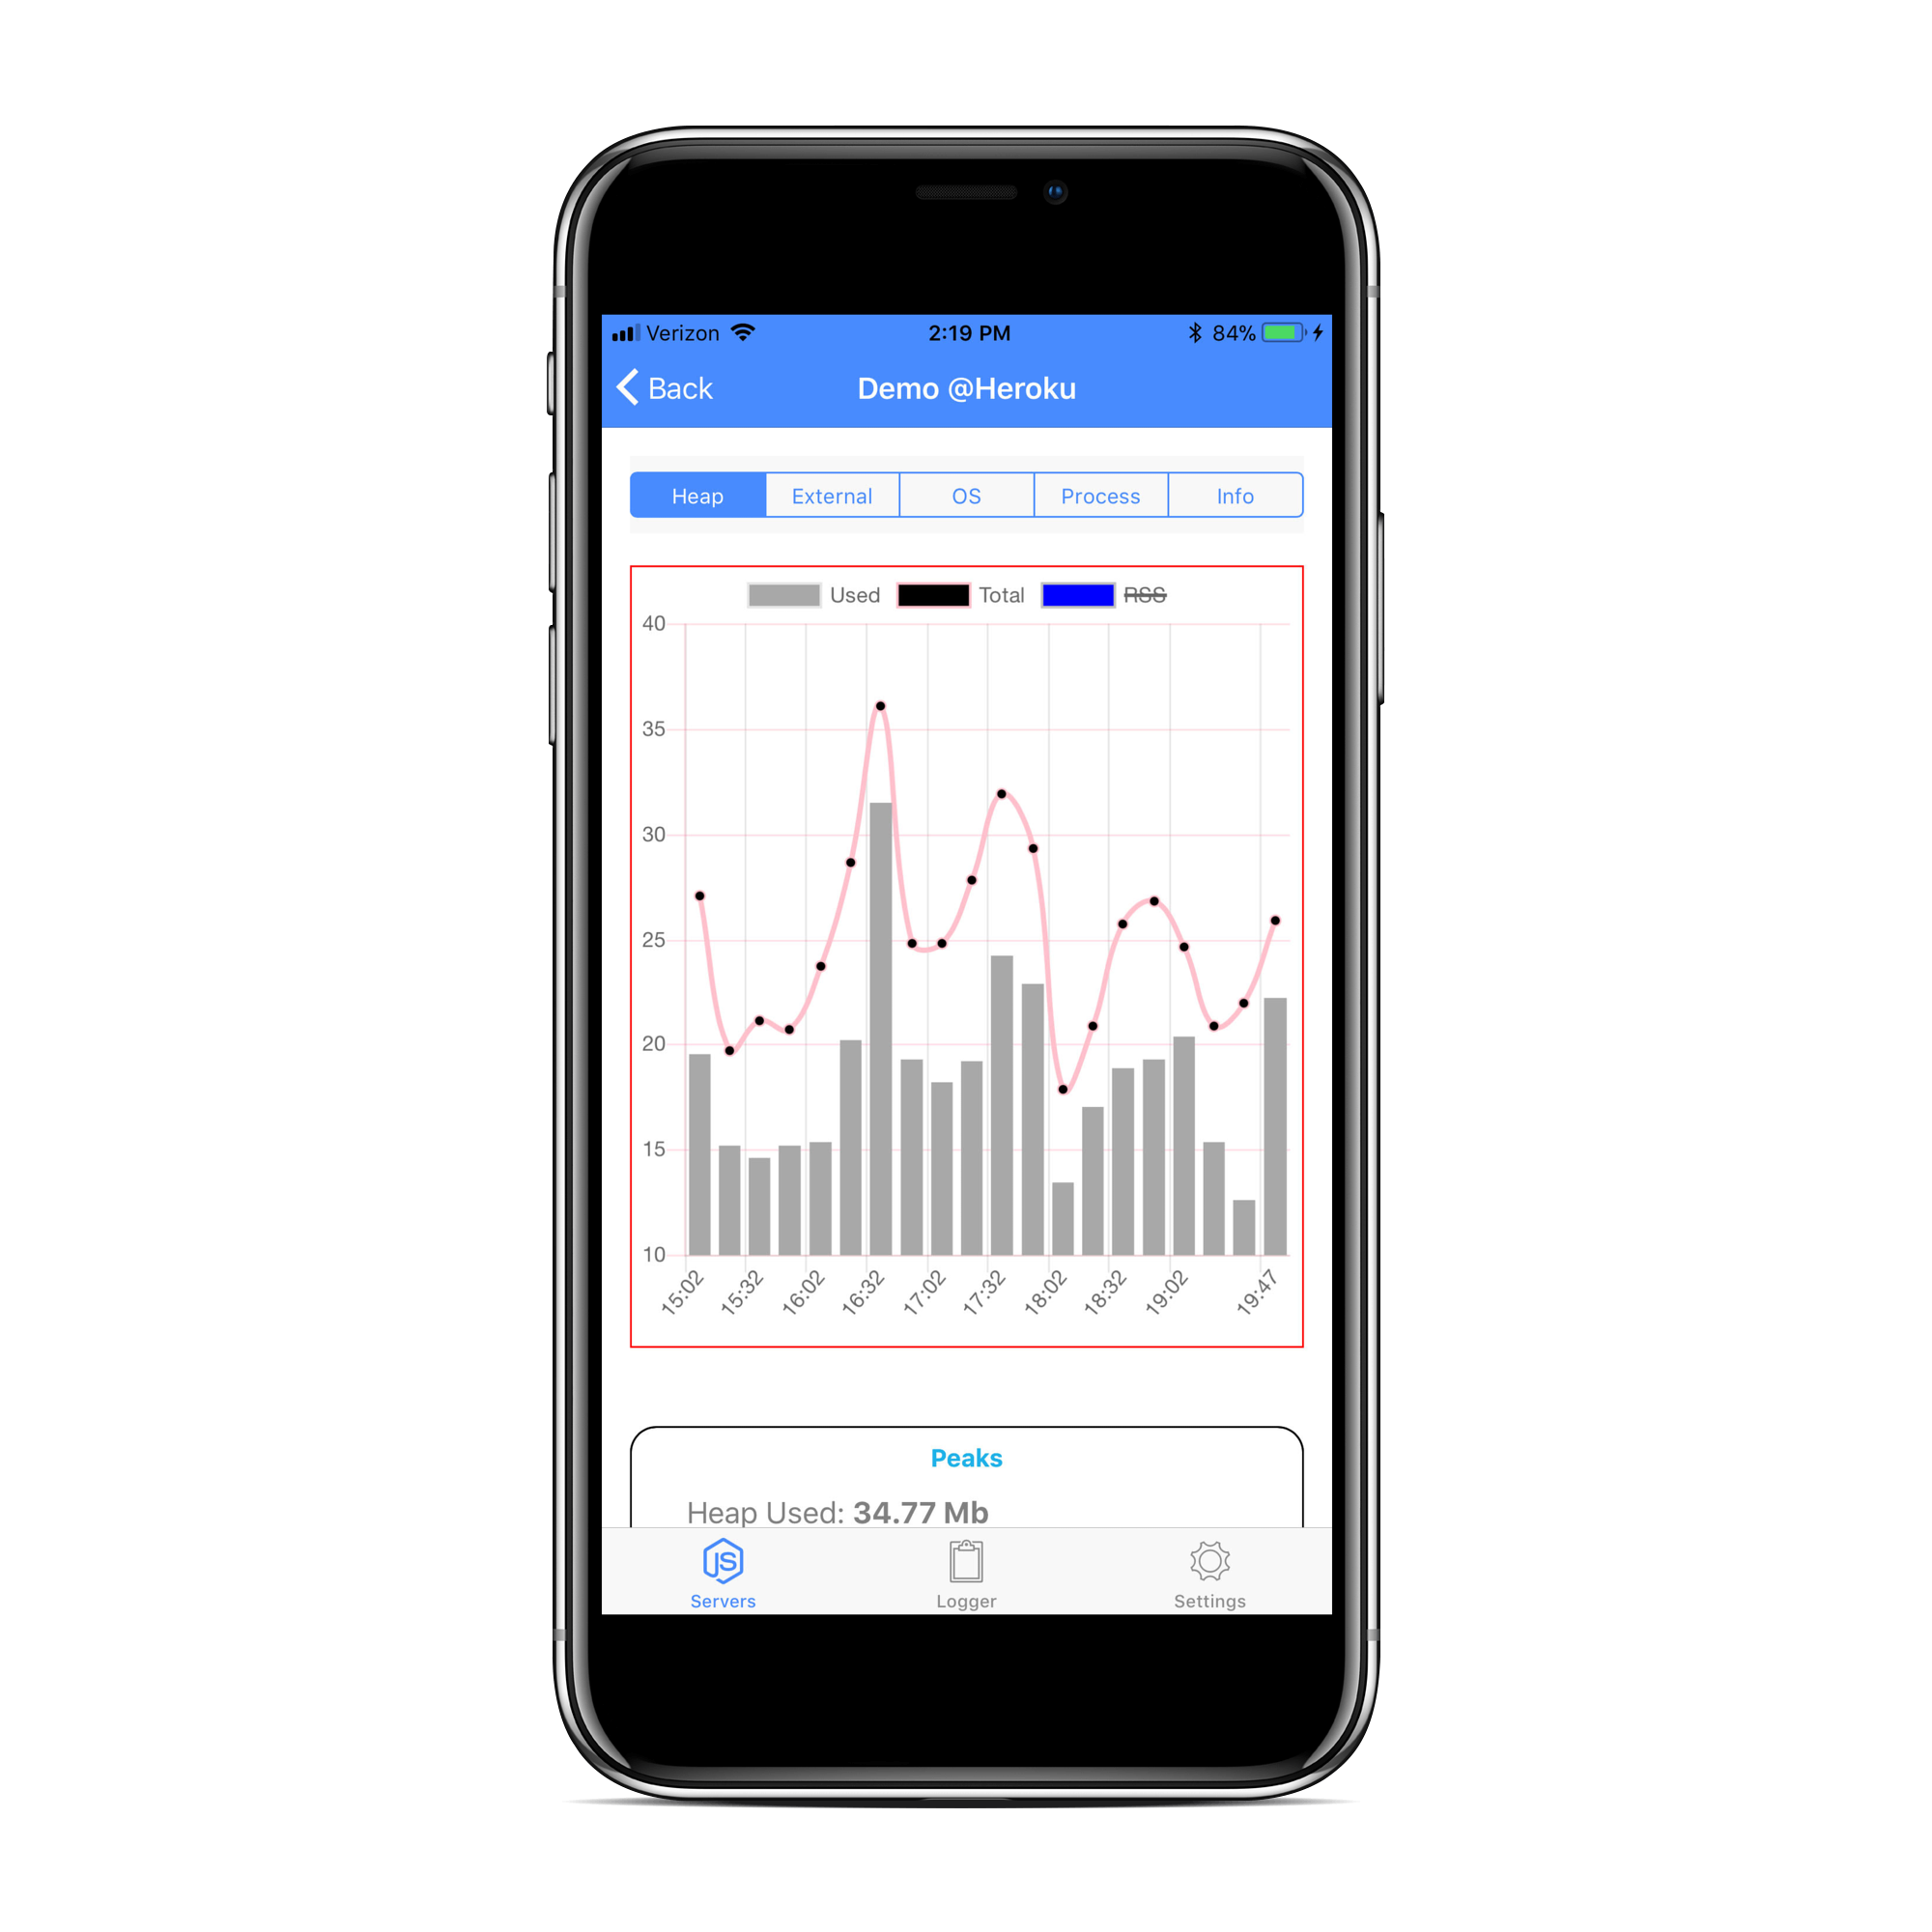 Verizon 2:19 PM 84%
Back Demo @Heroku
Heap External OS Process Info
Used Total RSS
40
35
30
25
20
15
10
15:02 15:32 16:02 16:32 17:02 17:32 18:02 18:32 19:02 19:47
Peaks
Heap Used: 34.77 Mb
JS
Servers Logger Settings